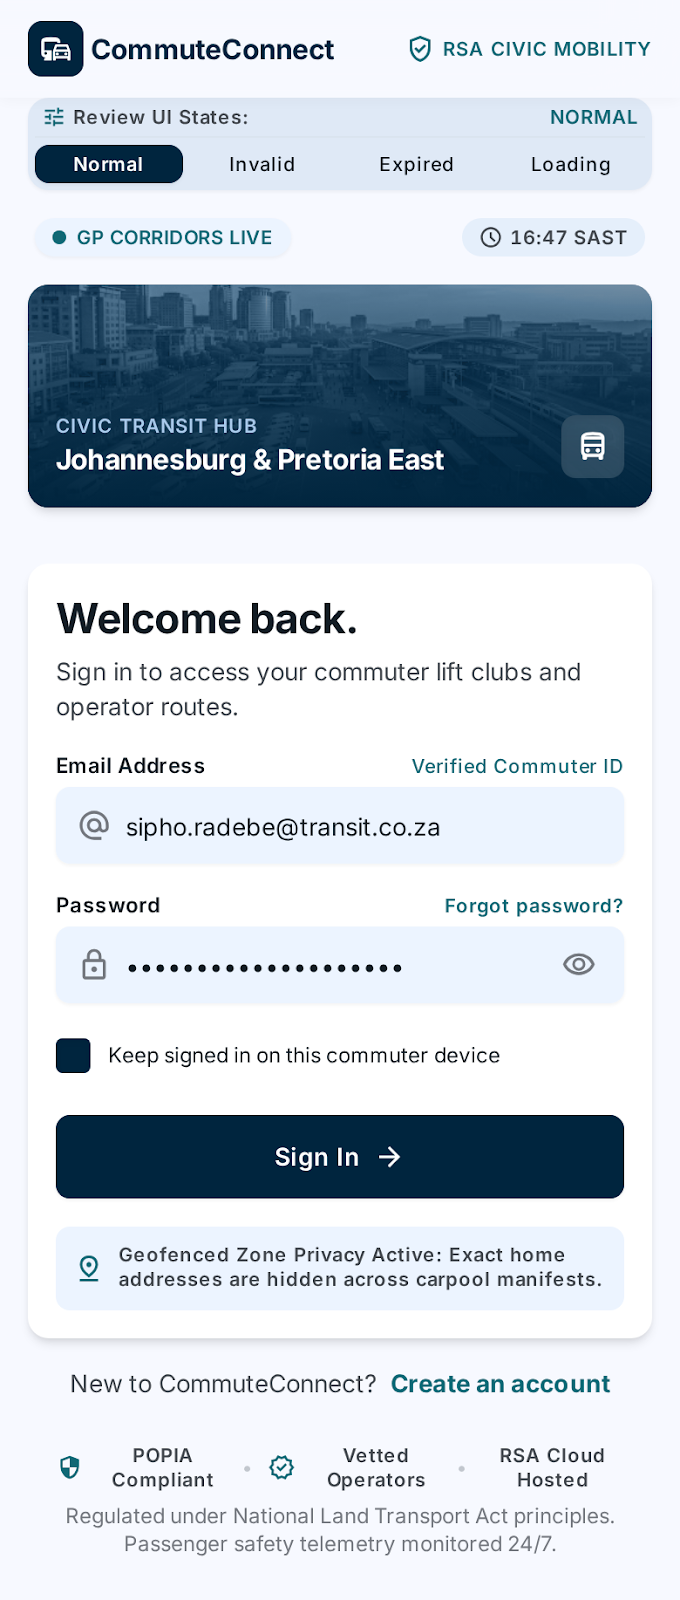 CommuteConnect
RSA CIVIC MOBILITY
Review UI States:
NORMAL
Normal
Invalid
Expired
Loading
GP CORRIDORS LIVE
16:47 SAST
CIVIC TRANSIT HUB
Johannesburg & Pretoria East
Welcome back.
Sign in to access your commuter lift clubs and
operator routes.
Email Address
Verified Commuter ID
sipho.radebe@transit.co.za
Password
Forgot password?
••••••••••••••••••••
Keep signed in on this commuter device
Sign In →
Geofenced Zone Privacy Active: Exact home
addresses are hidden across carpool manifests.
New to CommuteConnect? Create an account
POPIA
Compliant
•
Vetted
Operators
•
RSA Cloud
Hosted
Regulated under National Land Transport Act principles.
Passenger safety telemetry monitored 24/7.